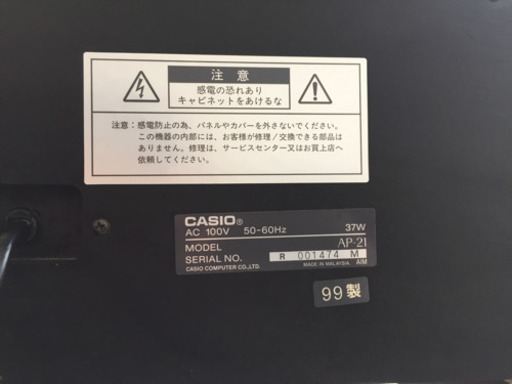 注 意
感電の恐れあり
キャビネットをあけるな
注意：感電防止の為、パネルやカバーを外さないでください。
この機器の内部には、お客様が修理／交換できる部品は
ありません。修理は、サービスセンター又はお買上店へ
依頼してください。
CASIO®
AC 100V 50-60Hz 37W
MODEL AP-21
SERIAL NO. R 001474 M
CASIO COMPUTER CO.,LTD. MADE IN MALAYSIA AIM
99製